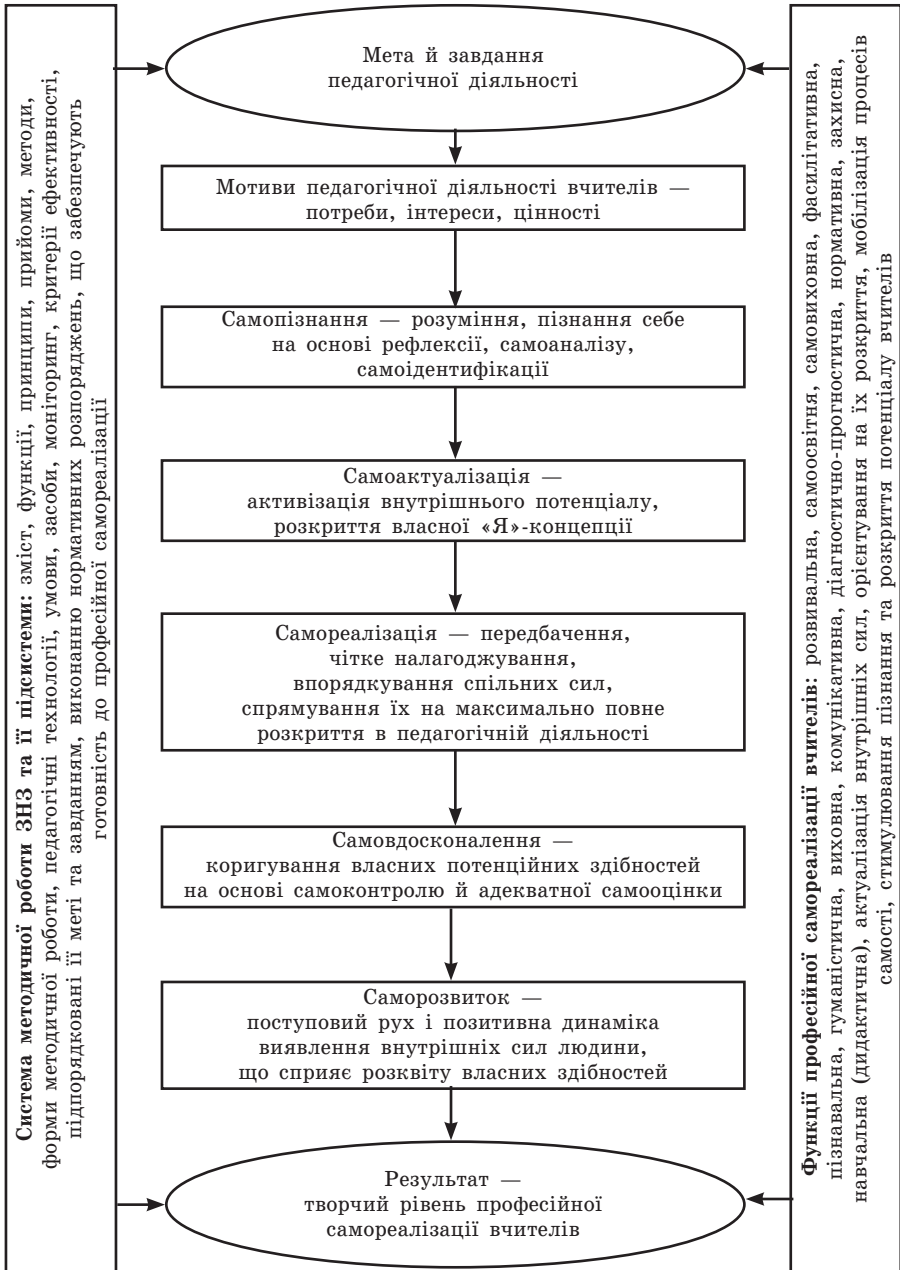 Система методичної роботи ЗНЗ та її підсистеми: зміст, функції, принципи, прийоми, методи,
форми методичної роботи, педагогічні технології, умови, засоби, моніторинг, критерії ефективності,
підпорядковані її меті та завданням, виконанню нормативних розпоряджень, що забезпечують
готовність до професійної самореалізації
Мета й завдання
педагогічної діяльності
Мотиви педагогічної діяльності вчителів —
потреби, інтереси, цінності
Самопізнання — розуміння, пізнання себе
на основі рефлексії, самоаналізу,
самоідентифікації
Самоактуалізація —
активізація внутрішнього потенціалу,
розкриття власної «Я»-концепції
Самореалізація — передбачення,
чітке налагоджування,
впорядкування спільних сил,
спрямування їх на максимально повне
розкриття в педагогічній діяльності
Самовдосконалення —
коригування власних потенційних здібностей
на основі самоконтролю й адекватної самооцінки
Саморозвиток —
поступовий рух і позитивна динаміка
виявлення внутрішніх сил людини,
що сприяє розквіту власних здібностей
Результат —
творчий рівень професійної
самореалізації вчителів
Функції професійної самореалізації вчителів: розвивальна, самоосвітня, самовиховна, фасилітативна,
пізнавальна, гуманістична, виховна, комунікативна, діагностично-прогностична, нормативна, захисна,
навчальна (дидактична), актуалізація внутрішніх сил, орієнтування на їх розкриття, мобілізація процесів
самості, стимулювання пізнання та розкриття потенціалу вчителів